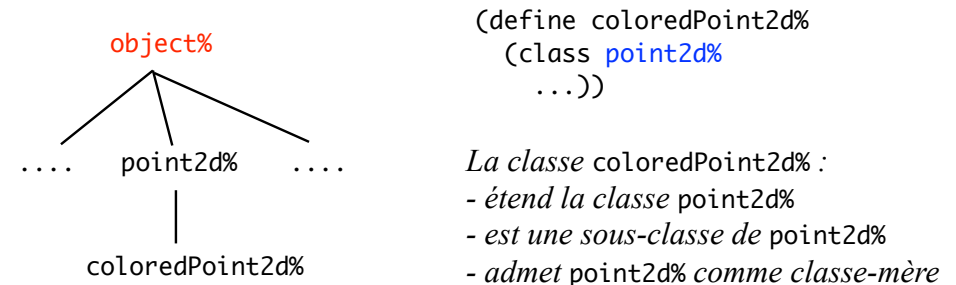 object%
.... point2d% ....
coloredPoint2d%
(define coloredPoint2d%
(class point2d%
...))
La classe coloredPoint2d% :
- étend la classe point2d%
- est une sous-classe de point2d%
- admet point2d% comme classe-mère